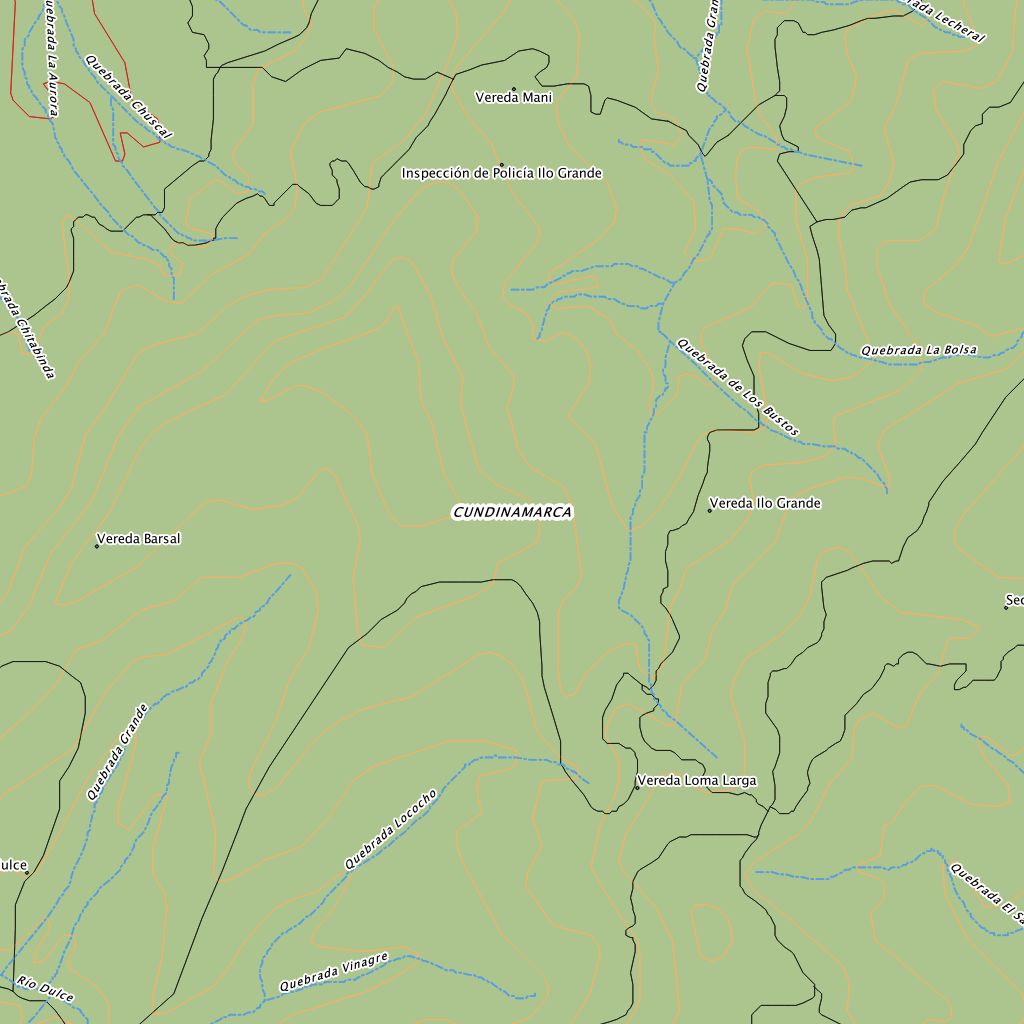 Quebrada La Aurora
Quebrada Chuscal
Quebrada
Lecheral
Vereda Mani
Inspección de Policía Ilo Grande
Quebrada La Bolsa
Quebrada de Los Bustos
CUNDINAMARCA
Vereda Ilo Grande
Vereda Barsal
Quebrada Grande
Vereda Loma Larga
Quebrada Lococho
Quebrada El
Quebrada Vinagre
Río Dulce
Chitabinda